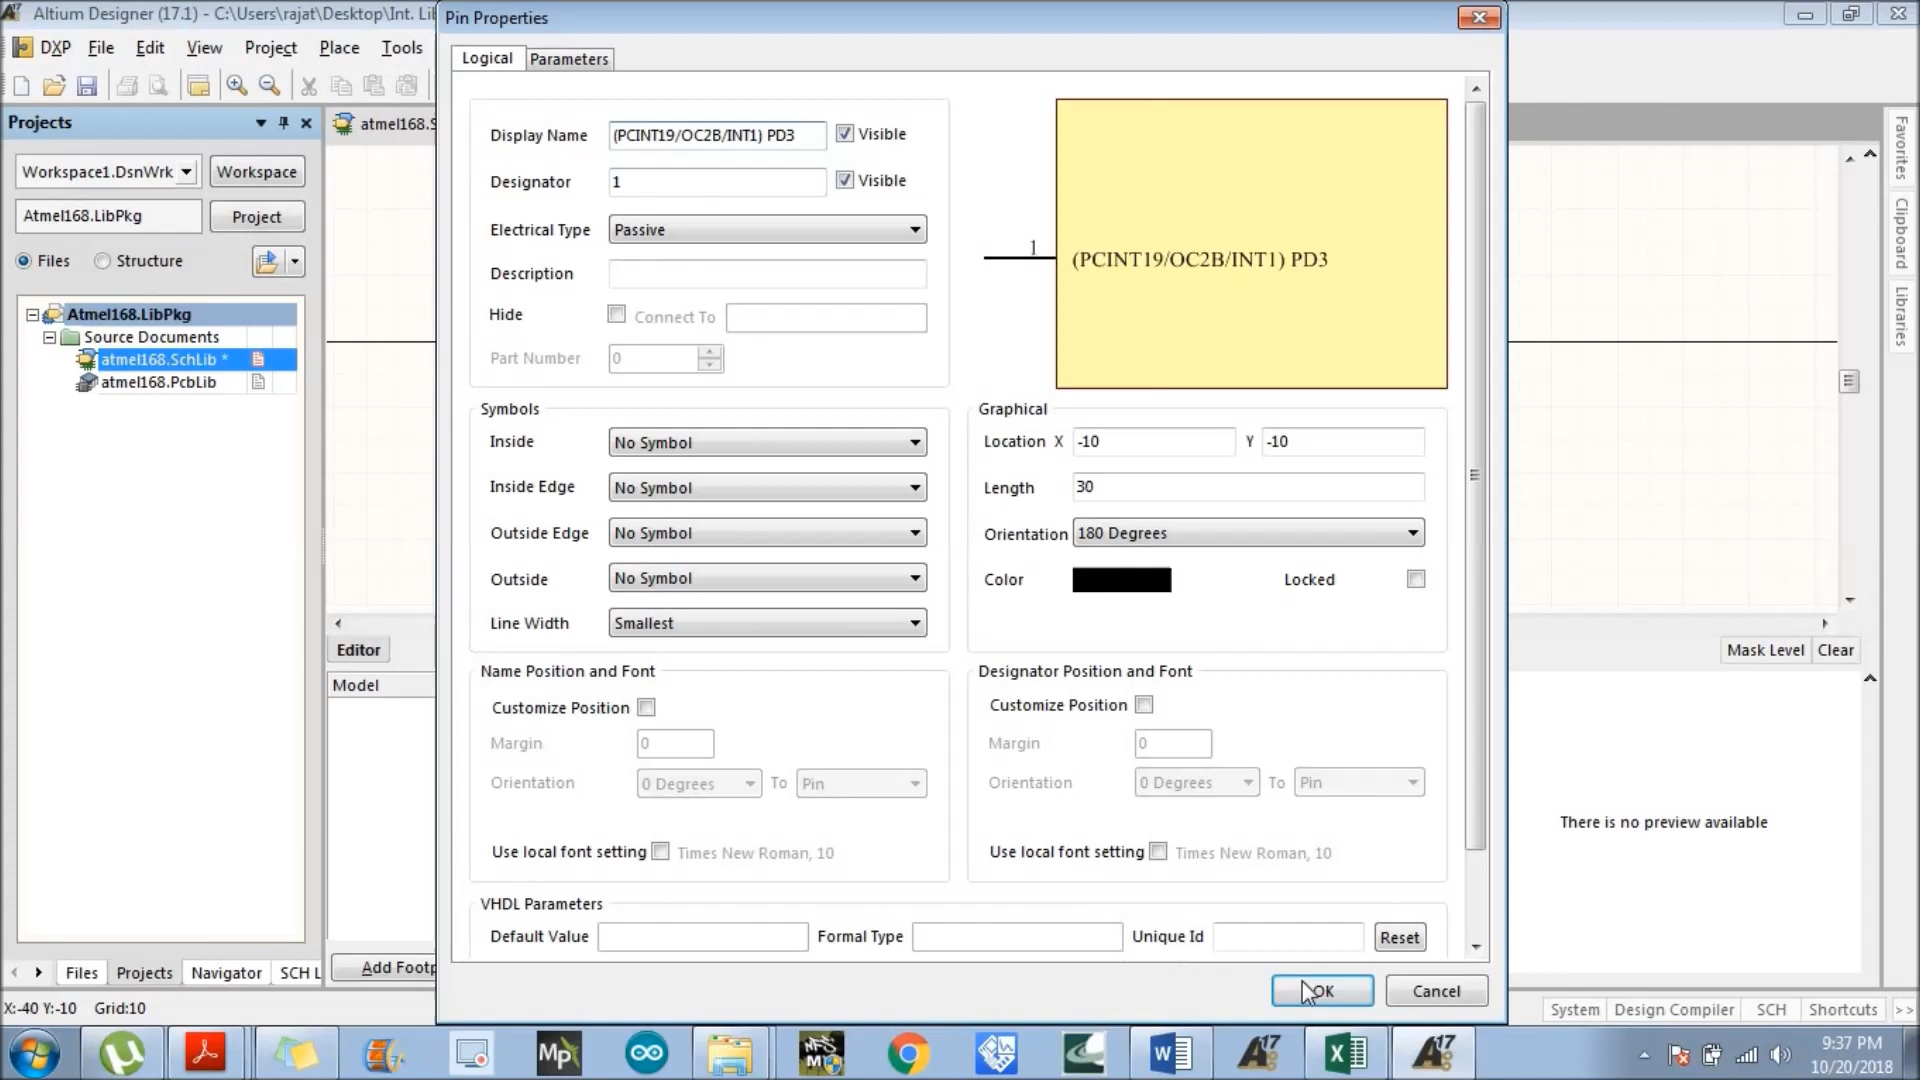 Altium Designer (17.1) - C:\Users\rajat\Desktop\Int. Lib
Pin Properties
DXP File Edit View Project Place Tools
Logical Parameters
Projects
atmel168.S
Workspace1.DsnWrk Workspace
Atmel168.LibPkg Project
Files Structure
Atmel168.LibPkg
Source Documents
atmel168.SchLib *
atmel168.PcbLib
Display Name (PCINT19/OC2B/INT1) PD3 Visible
Designator 1 Visible
Electrical Type Passive
Description
Hide Connect To
Part Number 0
1 (PCINT19/OC2B/INT1) PD3
Symbols
Inside No Symbol
Inside Edge No Symbol
Outside Edge No Symbol
Outside No Symbol
Line Width Smallest
Graphical
Location X -10 Y -10
Length 30
Orientation 180 Degrees
Color Locked
Name Position and Font
Customize Position
Margin 0
Orientation 0 Degrees To Pin
Use local font setting Times New Roman, 10
Designator Position and Font
Customize Position
Margin 0
Orientation 0 Degrees To Pin
Use local font setting Times New Roman, 10
VHDL Parameters
Default Value Formal Type Unique Id Reset
OK Cancel
Favorites
Clipboard
Libraries
Editor
Mask Level Clear
Model
There is no preview available
Add Footp
Files Projects Navigator SCH L
X:-40 Y:-10 Grid:10
System Design Compiler SCH Shortcuts >>
9:37 PM
10/20/2018